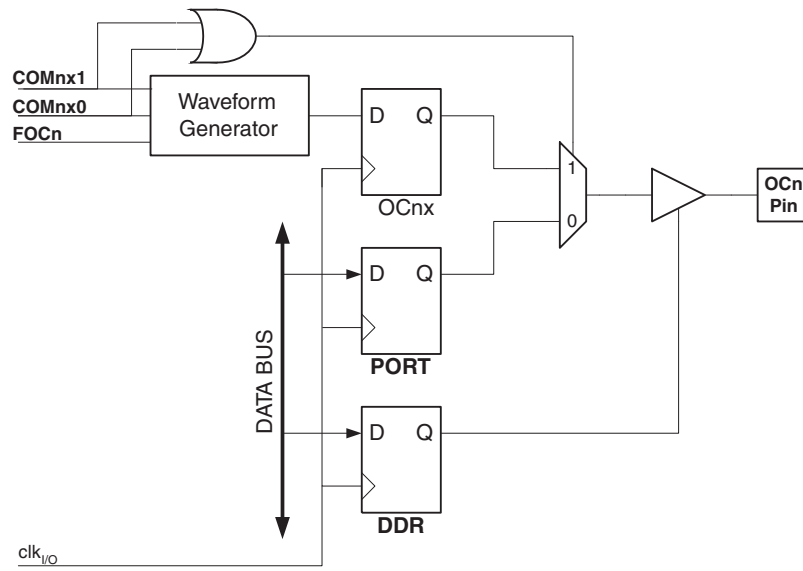 COMnx1
COMnx0
FOCn
Waveform
Generator
D Q
OCnx
1
0
OCn
Pin
D Q
PORT
DATA BUS
D Q
DDR
clkI/O